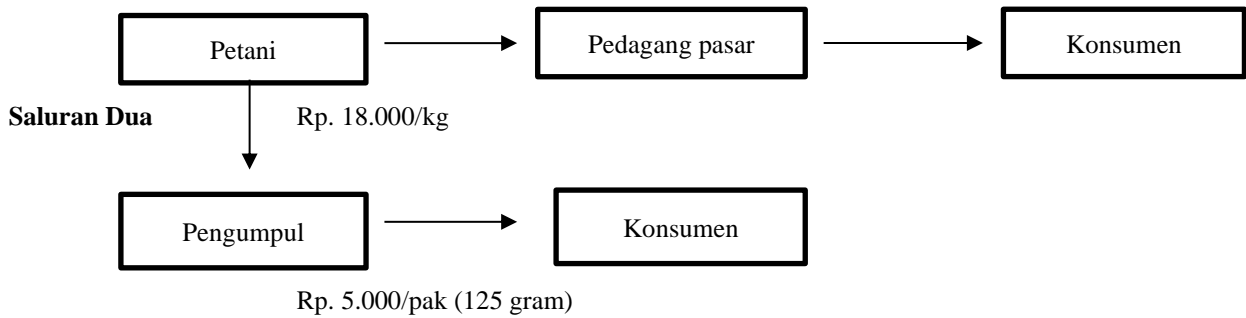 Petani
Pedagang pasar
Konsumen
Saluran Dua
Rp. 18.000/kg
Pengumpul
Konsumen
Rp. 5.000/pak (125 gram)